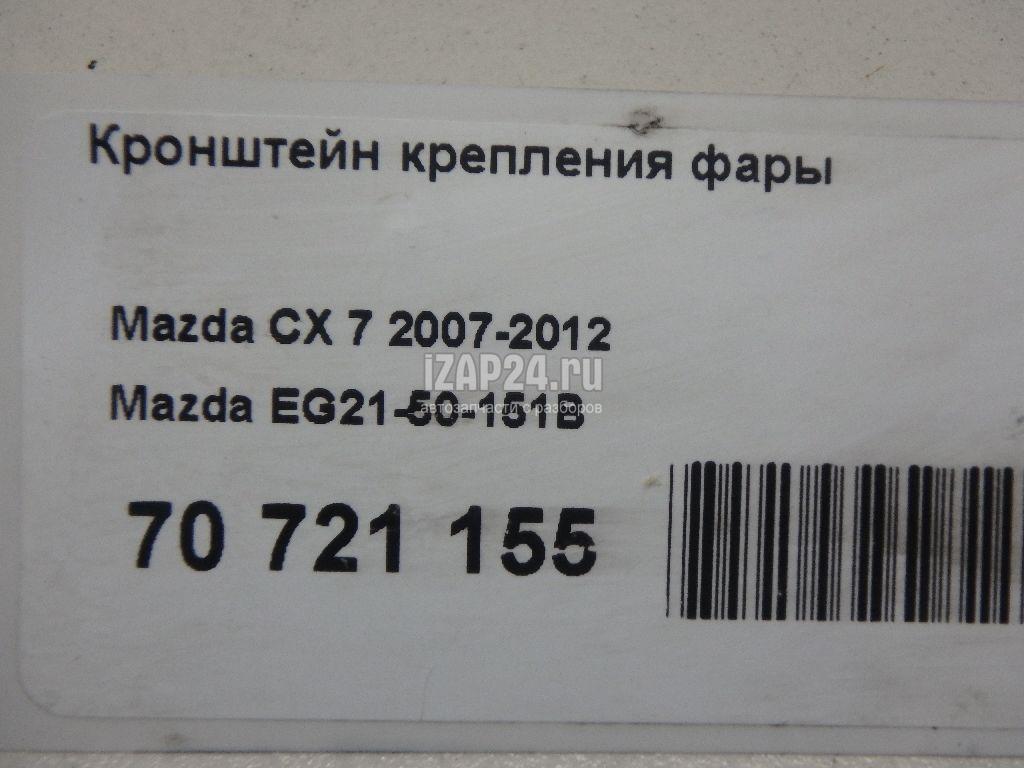 Кронштейн крепления фары
Mazda CX 7 2007-2012
iZAP24.ru
Mazda EG21-50-151B
автозапчасти с разборов
70 721 155